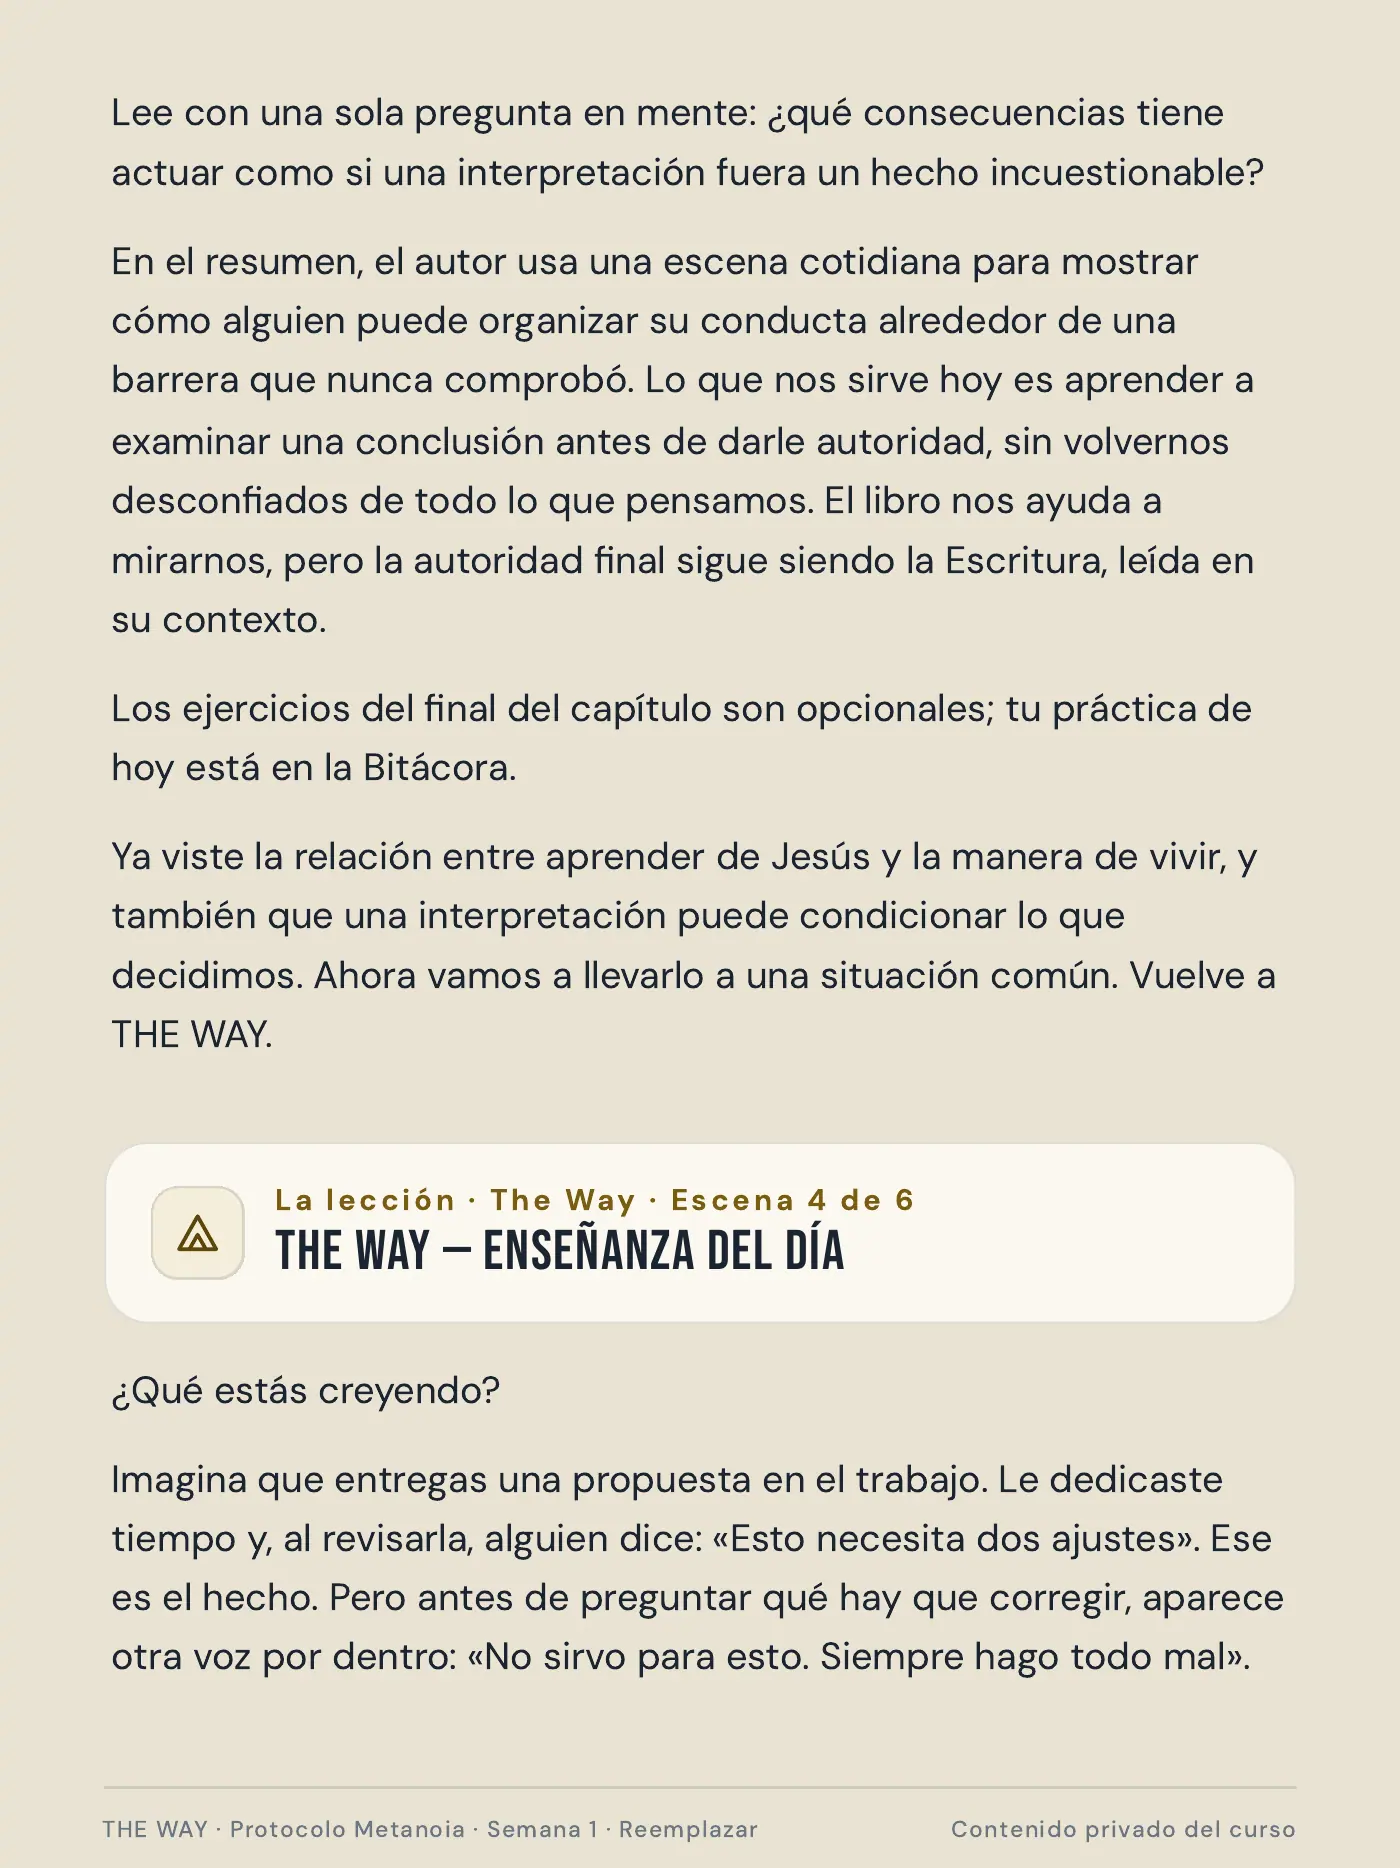 Lee con una sola pregunta en mente: ¿qué consecuencias tiene
actuar como si una interpretación fuera un hecho incuestionable?
En el resumen, el autor usa una escena cotidiana para mostrar
cómo alguien puede organizar su conducta alrededor de una
barrera que nunca comprobó. Lo que nos sirve hoy es aprender a
examinar una conclusión antes de darle autoridad, sin volvernos
desconfiados de todo lo que pensamos. El libro nos ayuda a
mirarnos, pero la autoridad final sigue siendo la Escritura, leída en
su contexto.
Los ejercicios del final del capítulo son opcionales; tu práctica de
hoy está en la Bitácora.
Ya viste la relación entre aprender de Jesús y la manera de vivir, y
también que una interpretación puede condicionar lo que
decidimos. Ahora vamos a llevarlo a una situación común. Vuelve a
THE WAY.
La lección · The Way · Escena 4 de 6
THE WAY — ENSEÑANZA DEL DÍA
¿Qué estás creyendo?
Imagina que entregas una propuesta en el trabajo. Le dedicaste
tiempo y, al revisarla, alguien dice: «Esto necesita dos ajustes». Ese
es el hecho. Pero antes de preguntar qué hay que corregir, aparece
otra voz por dentro: «No sirvo para esto. Siempre hago todo mal».
THE WAY · Protocolo Metanoia · Semana 1 · Reemplazar
Contenido privado del curso